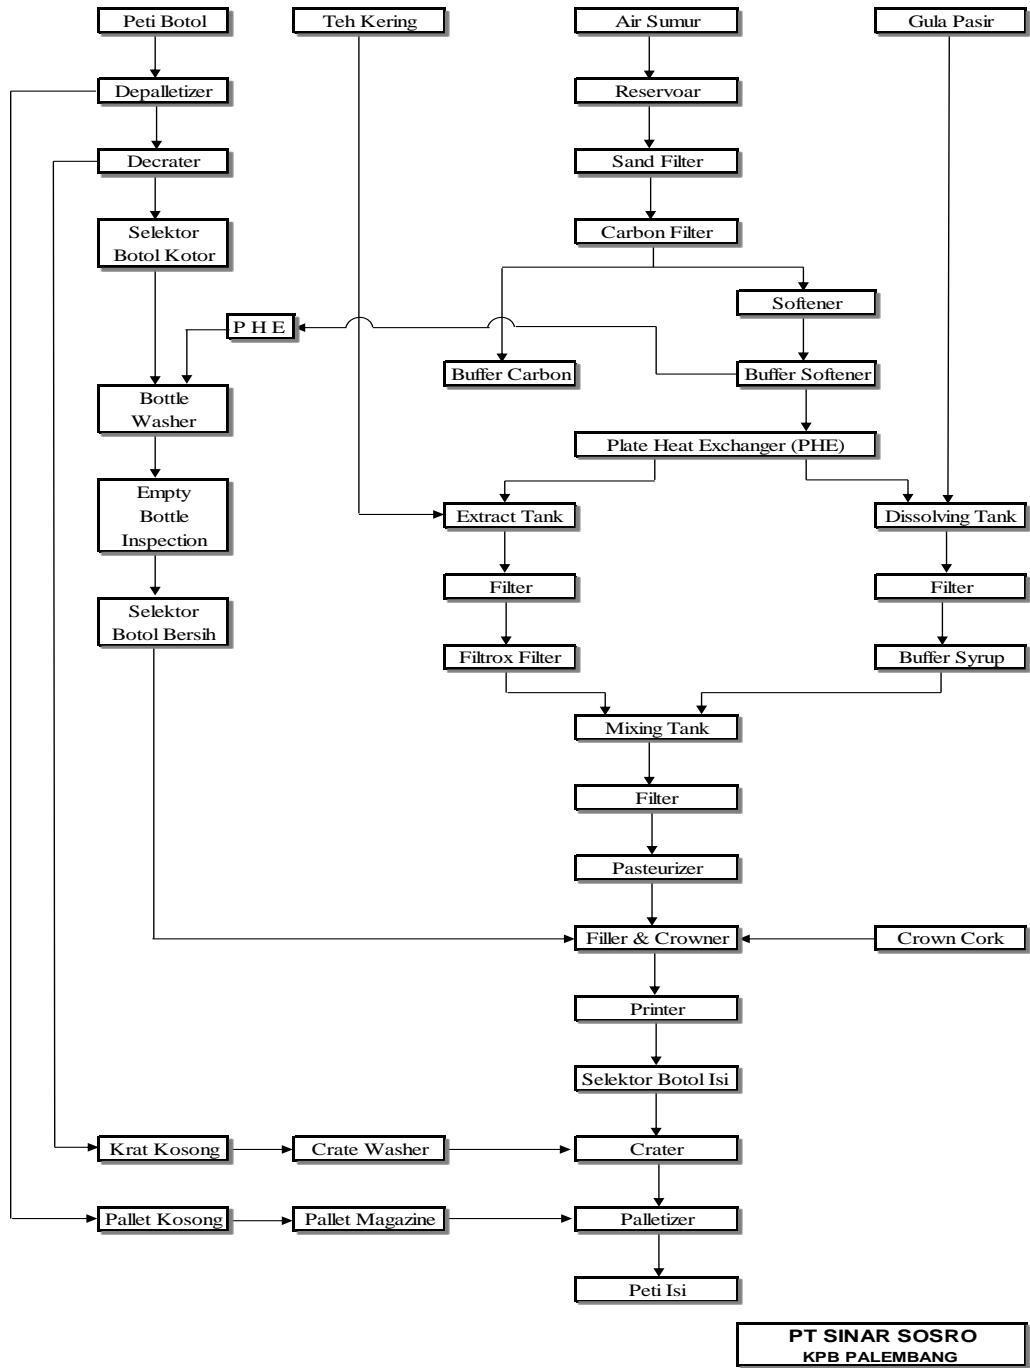 Peti Botol
Teh Kering
Air Sumur
Gula Pasir
Depalletizer
Reservoar
Decrater
Sand Filter
Selektor
Botol Kotor
Carbon Filter
Softener
P H E
Buffer Carbon
Buffer Softener
Bottle
Washer
Plate Heat Exchanger (PHE)
Empty
Bottle
Inspection
Extract Tank
Dissolving Tank
Filter
Filter
Selektor
Botol Bersih
Filtrox Filter
Buffer Syrup
Mixing Tank
Filter
Pasteurizer
Filler & Crowner
Crown Cork
Printer
Selektor Botol Isi
Krat Kosong
Crate Washer
Crater
Pallet Kosong
Pallet Magazine
Palletizer
Peti Isi
PT SINAR SOSRO
KPB PALEMBANG